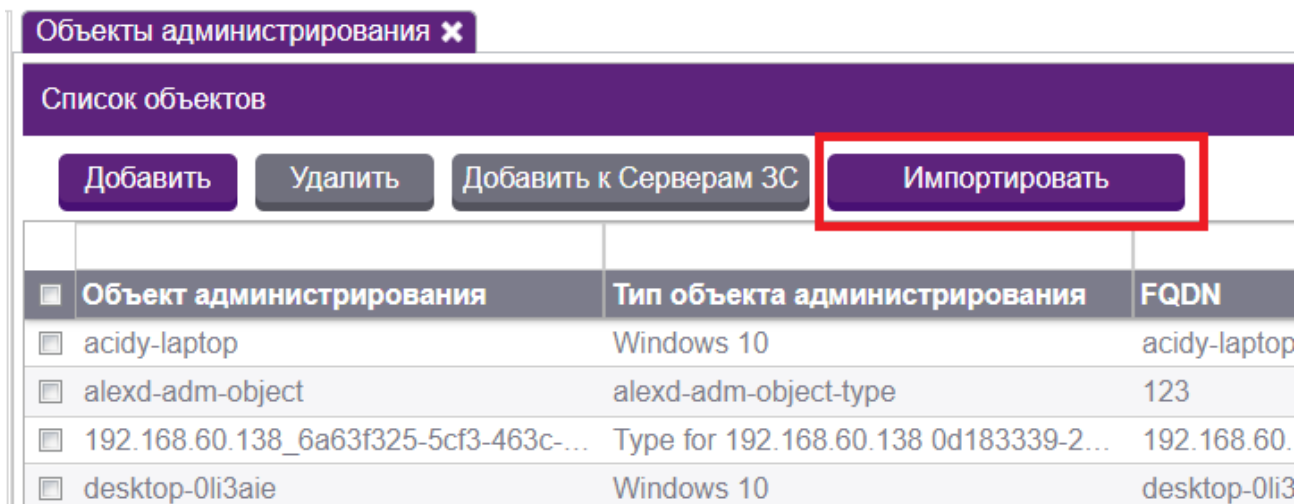 Объекты администрирования
Список объектов
Добавить Удалить Добавить к Серверам ЗС Импортировать
Объект администрирования Тип объекта администрирования FQDN
acidy-laptop Windows 10 acidy-laptop
alexd-adm-object alexd-adm-object-type 123
192.168.60.138_6a63f325-5cf3-463c-... Type for 192.168.60.138 0d183339-2... 192.168.60.
desktop-0li3aie Windows 10 desktop-0li3